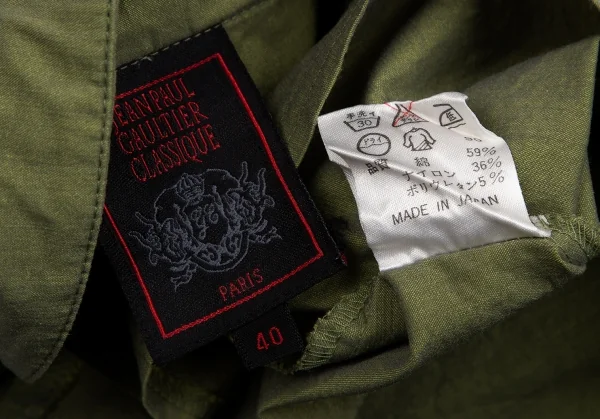 JEAN PAUL
GAULTIER
CLASSIQUE
PARIS
40
手洗イ
30
ドライ
品質
綿 59%
ナイロン 36%
ポリウレタン 5%
MADE IN JAPAN